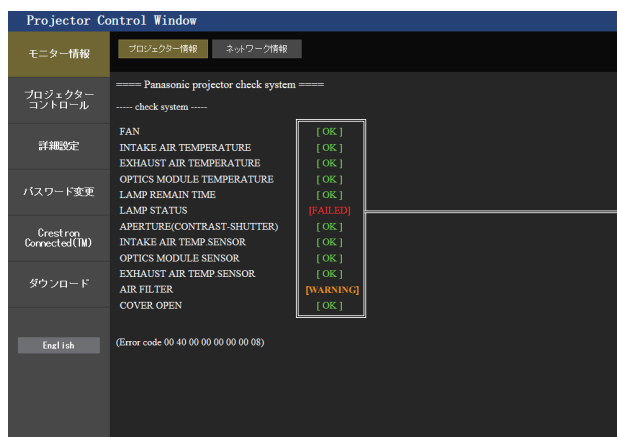 Projector Control Window
モニター情報
プロジェクター情報
ネットワーク情報
プロジェクター
コントロール
詳細設定
パスワード変更
Crestron
Connected(TM)
ダウンロード
English
==== Panasonic projector check system ====
----- check system -----
FAN [ OK ]
INTAKE AIR TEMPERATURE [ OK ]
EXHAUST AIR TEMPERATURE [ OK ]
OPTICS MODULE TEMPERATURE [ OK ]
LAMP REMAIN TIME [ OK ]
LAMP STATUS [FAILED]
APERTURE(CONTRAST-SHUTTER) [ OK ]
INTAKE AIR TEMP.SENSOR [ OK ]
OPTICS MODULE SENSOR [ OK ]
EXHAUST AIR TEMP.SENSOR [ OK ]
AIR FILTER [WARNING]
COVER OPEN [ OK ]
(Error code 00 40 00 00 00 00 00 08)